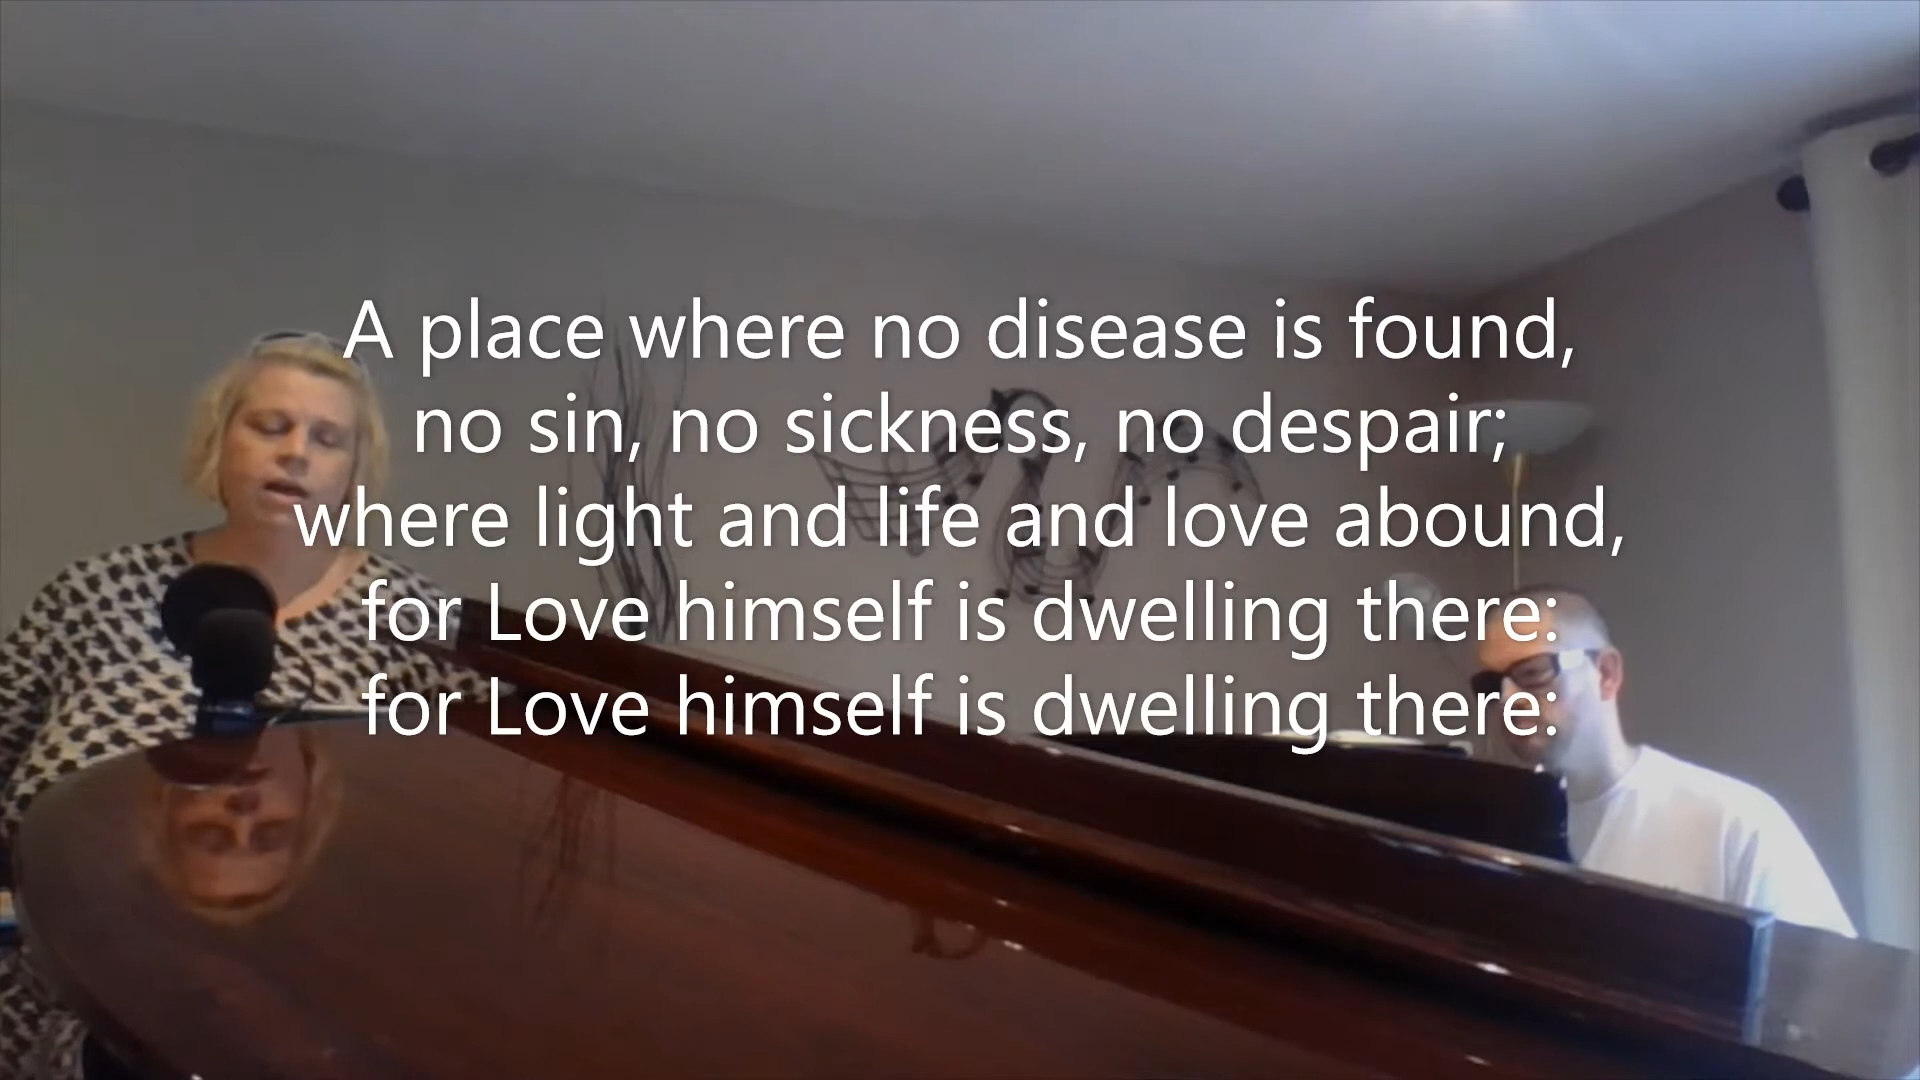 A place where no disease is found,
no sin, no sickness, no despair;
where light and life and love abound,
for Love himself is dwelling there:
for Love himself is dwelling there: